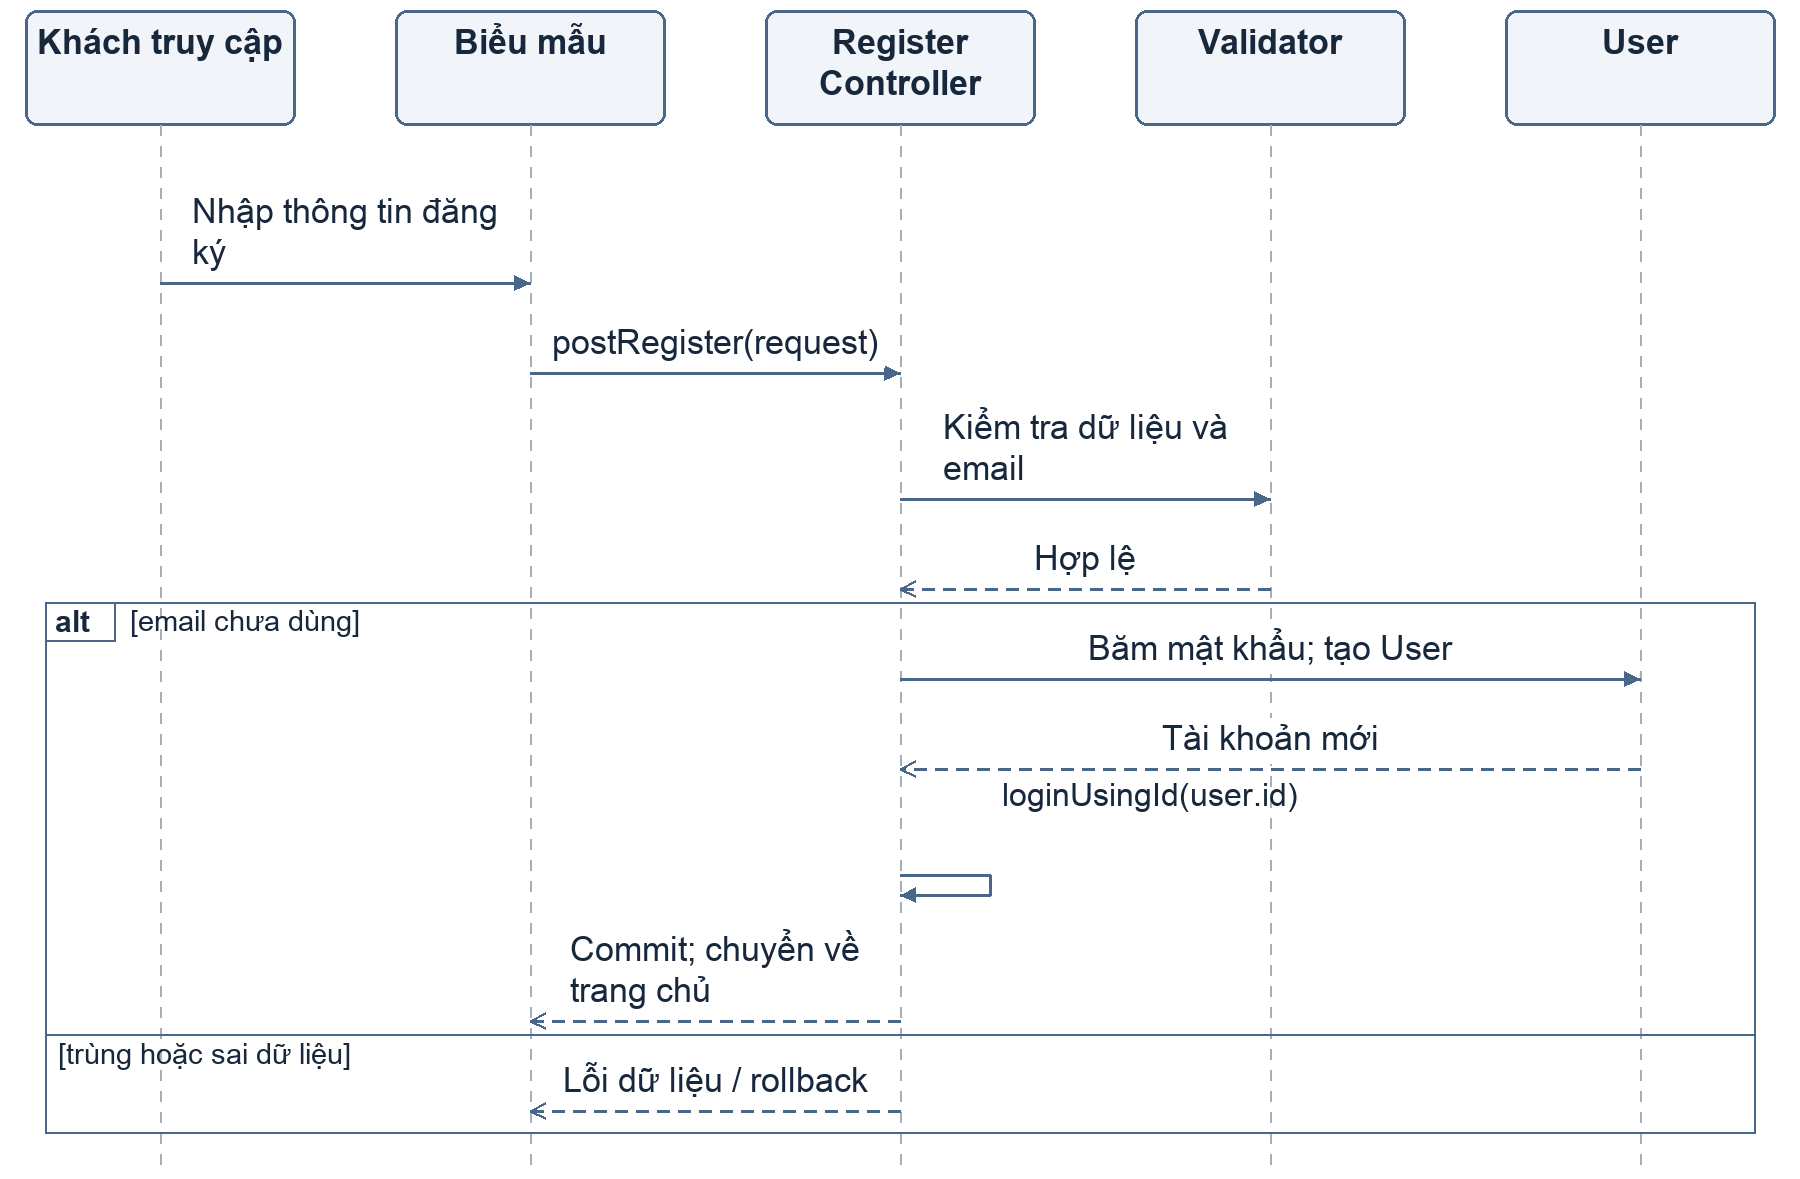 Khách truy cập
Biểu mẫu
Register
Controller
Validator
User
Nhập thông tin đăng
ký
postRegister(request)
Kiểm tra dữ liệu và
email
Hợp lệ
alt
[email chưa dùng]
Băm mật khẩu; tạo User
Tài khoản mới
loginUsingId(user.id)
Commit; chuyển về
trang chủ
[trùng hoặc sai dữ liệu]
Lỗi dữ liệu / rollback